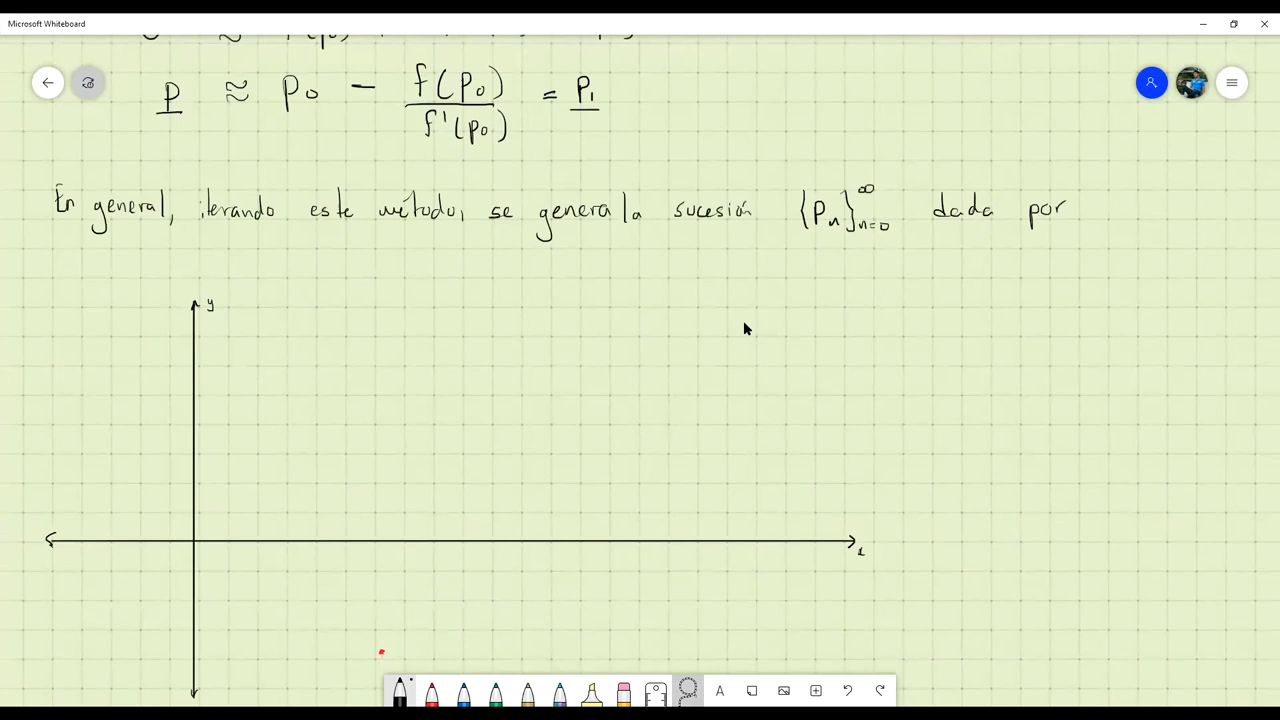 Microsoft Whiteboard
p ≈ p₀ − f(p₀) / f'(p₀) = p₁
En general, iterando este método, se genera la sucesión {Pₙ}ₙ₌₀^∞ dada por
y
x
A